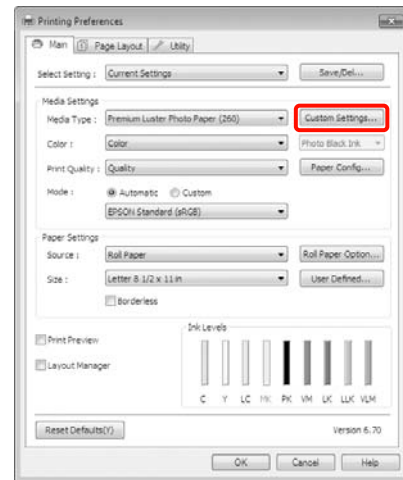 Printing Preferences
Main Page Layout Utility
Select Setting : Current Settings Save/Del...
Media Settings
Media Type : Premium Luster Photo Paper (260) Custom Settings...
Color : Color Photo Black Ink
Print Quality : Quality Paper Config...
Mode : Automatic Custom
EPSON Standard (sRGB)
Paper Settings
Source : Roll Paper Roll Paper Option...
Size : Letter 8 1/2 x 11 in User Defined...
Borderless
Ink Levels
Print Preview
Layout Manager
C Y LC MK PK VM LK LLK VLM
Reset Defaults(Y) Version 6.70
OK Cancel Help